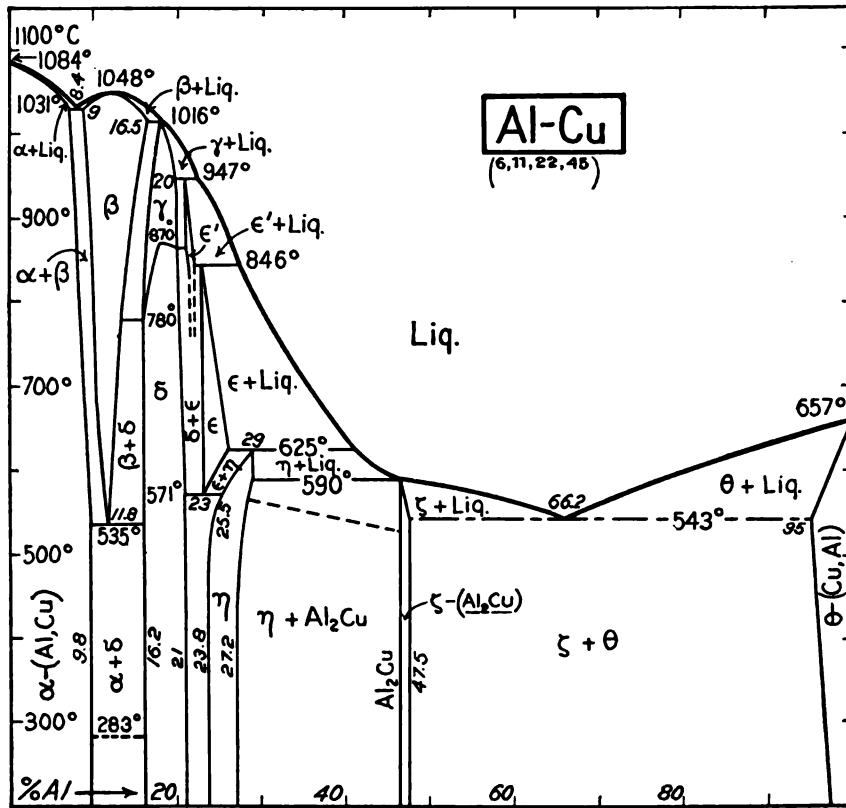 1100°C
1084°
1031°
8.4
9
1048°
β+Liq.
16.5
1016°
α+Liq.
γ+Liq.
947°
20
Al-Cu
(6,11,22,45)
β
γ
900°
870°
ε'
ε'+Liq.
846°
α+β
780°
Liq.
700°
δ
ε+Liq.
657°
β+δ
δ+ε
ε
29
625°
ε+η
η+Liq.
590°
571°
23
25.5
11.8
535°
ζ+Liq.
66.2
θ+Liq.
543°
95
500°
α-(Al,Cu)
9.8
α+δ
16.2
21
23.8
η
27.2
η+Al₂Cu
Al₂Cu
ζ-(Al₂Cu)
47.5
ζ+θ
θ-(Cu,Al)
300°
283°
%Al
20
40
60
80